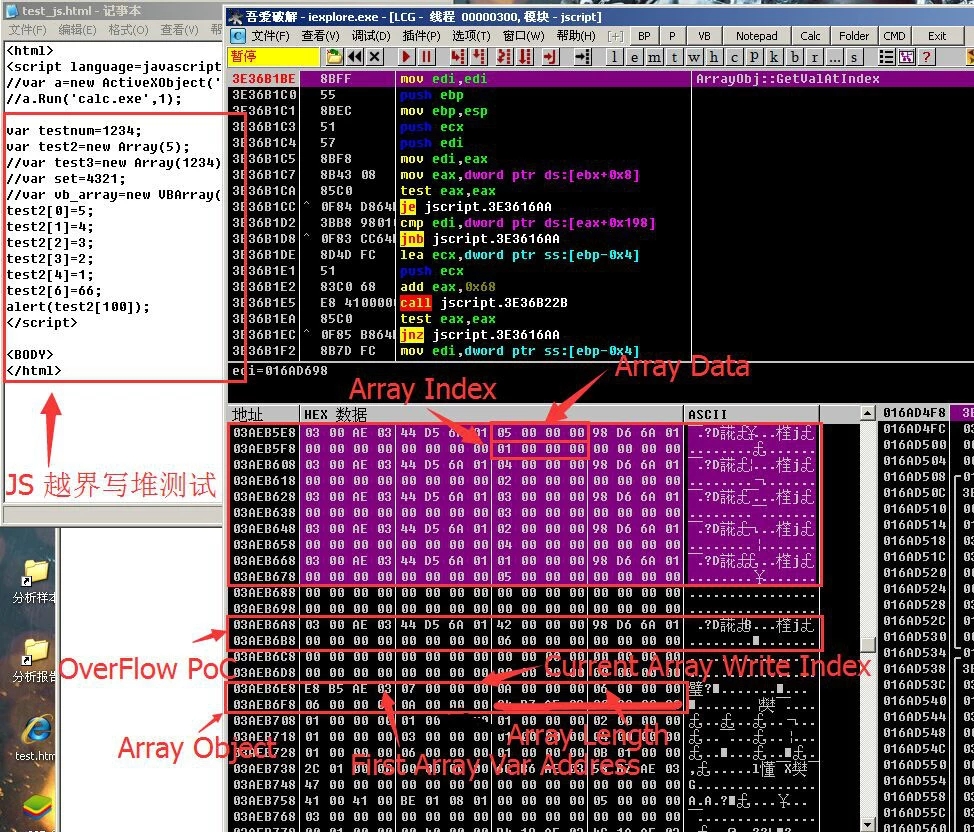 test_js.html - 记事本
文件(F) 编辑(E) 格式(O) 查看(V) 帮
<html>
<script language=javascript
//var a=new ActiveXObject('
//a.Run('calc.exe',1);
var testnum=1234;
var test2=new Array(5);
//var test3=new Array(1234)
//var set=4321;
//var vb_array=new VBArray(
test2[0]=5;
test2[1]=4;
test2[2]=3;
test2[3]=2;
test2[4]=1;
test2[6]=66;
alert(test2[100]);
</script>
<BODY>
</html>
JS 越界写堆测试
分析样本
分析报告
test.htm
吾爱破解 - iexplore.exe - [LCG - 线程 00000300, 模块 - jscript]
文件(F) 查看(V) 调试(D) 插件(P) 选项(T) 窗口(W) 帮助(H) [+] BP P VB Notepad Calc Folder CMD Exit
暂停 l e m t w h c p k b r ... s
3E36B1BE 8BFF mov edi,edi ArrayObj::GetValAtIndex
3E36B1C0 55 push ebp
3E36B1C1 8BEC mov ebp,esp
3E36B1C3 51 push ecx
3E36B1C4 57 push edi
3E36B1C5 8BF8 mov edi,eax
3E36B1C7 8B43 08 mov eax,dword ptr ds:[ebx+0x8]
3E36B1CA 85C0 test eax,eax
3E36B1CC ^ 0F84 D864 je jscript.3E3616AA
3E36B1D2 3BB8 9801 cmp edi,dword ptr ds:[eax+0x198]
3E36B1D8 ^ 0F83 CC64 jnb jscript.3E3616AA
3E36B1DE 8D4D FC lea ecx,dword ptr ss:[ebp-0x4]
3E36B1E1 51 push ecx
3E36B1E2 83C0 68 add eax,0x68
3E36B1E5 E8 4100000 call jscript.3E36B22B
3E36B1EA 85C0 test eax,eax
3E36B1EC ^ 0F85 B864 jnz jscript.3E3616AA
3E36B1F2 8B7D FC mov edi,dword ptr ss:[ebp-0x4]
edi=016AD698
Array Index
Array Data
地址 HEX 数据 ASCII
03AEB5E8 03 00 AE 03 44 D5 6A 01 05 00 00 00 98 D6 6A 01
03AEB5F8 00 00 00 00 00 00 00 00 01 00 00 00 00 00 00 00
03AEB608 03 00 AE 03 44 D5 6A 01 04 00 00 00 98 D6 6A 01
03AEB618 00 00 00 00 00 00 00 00 02 00 00 00 00 00 00 00
03AEB628 03 00 AE 03 44 D5 6A 01 03 00 00 00 98 D6 6A 01
03AEB638 00 00 00 00 00 00 00 00 03 00 00 00 00 00 00 00
03AEB648 03 00 AE 03 44 D5 6A 01 02 00 00 00 98 D6 6A 01
03AEB658 00 00 00 00 00 00 00 00 04 00 00 00 00 00 00 00
03AEB668 03 00 AE 03 44 D5 6A 01 01 00 00 00 98 D6 6A 01
03AEB678 00 00 00 00 00 00 00 00 05 00 00 00 00 00 00 00
03AEB688 00 00 00 00 00 00 00 00 00 00 00 00 00 00 00 00
03AEB698 00 00 00 00 00 00 00 00 00 00 00 00 00 00 00 00
03AEB6A8 03 00 AE 03 44 D5 6A 01 42 00 00 00 98 D6 6A 01
03AEB6B8 00 00 00 00 00 00 00 00 06 00 00 00 00 00 00 00
OverFlow PoC
Current Array Write Index
03AEB6E8 E8 B5 AE 03 07 00 00 00 0A 00 00 00 06 00 00 00
Array Object
Array Length
First Array Var Address
016AD4F8
016AD4FC
016AD500
016AD504
016AD508
016AD50C
016AD510
016AD514
016AD518
016AD51C
016AD520
016AD524
016AD528
016AD52C
016AD530
016AD534
016AD538
016AD53C
016AD540
016AD544
016AD548
016AD54C
016AD550
016AD554
016AD558
016AD55C